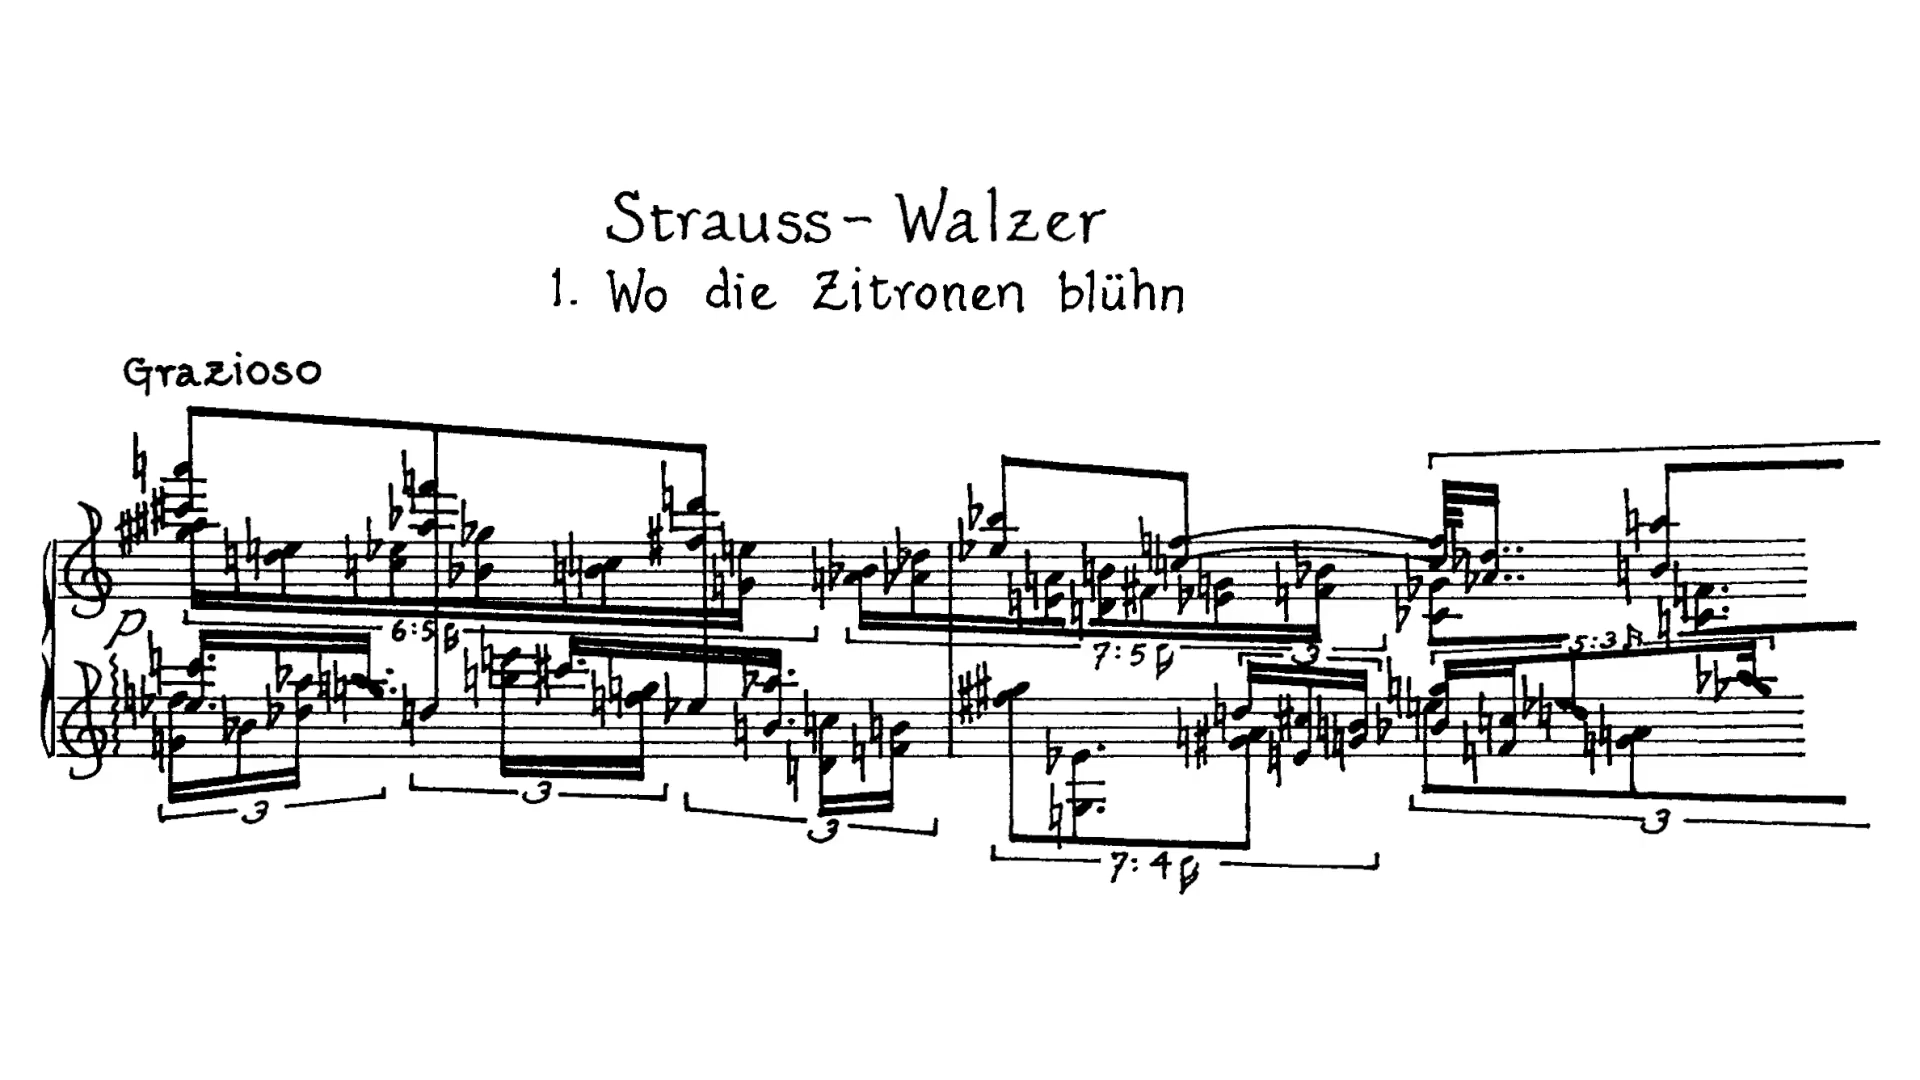 Strauss - Walzer
1. Wo die Zitronen blühn
Grazioso
p
6:5
7:5
3
5:3
3
3
3
7:4
3